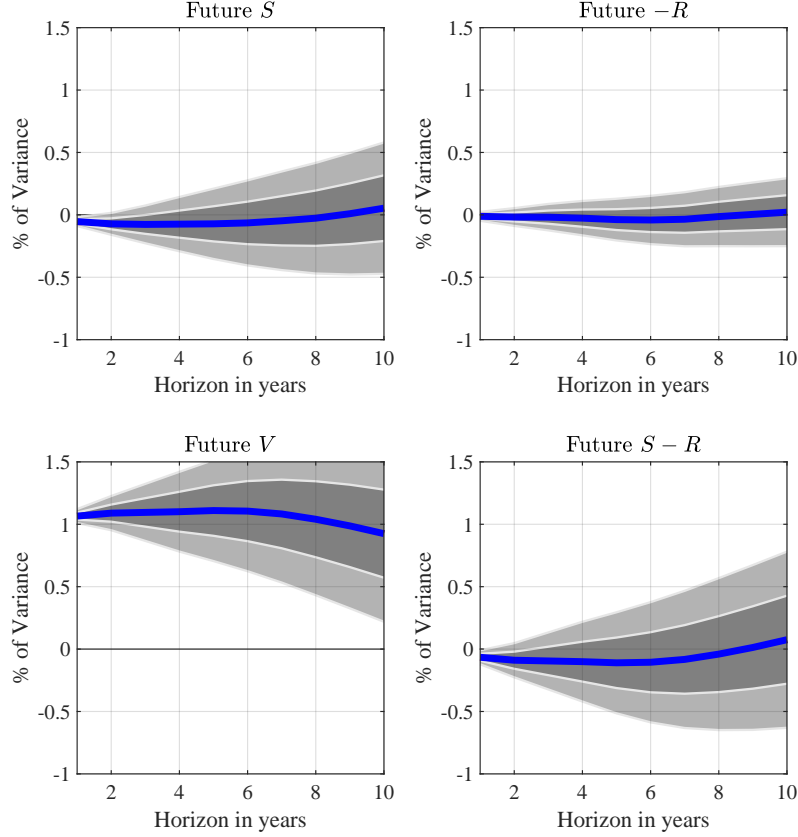 Future S
1.5
1
0.5
0
-0.5
-1
% of Variance
2 4 6 8 10
Horizon in years
Future −R
1.5
1
0.5
0
-0.5
-1
% of Variance
2 4 6 8 10
Horizon in years
Future V
1.5
1
0.5
0
-0.5
-1
% of Variance
2 4 6 8 10
Horizon in years
Future S − R
1.5
1
0.5
0
-0.5
-1
% of Variance
2 4 6 8 10
Horizon in years